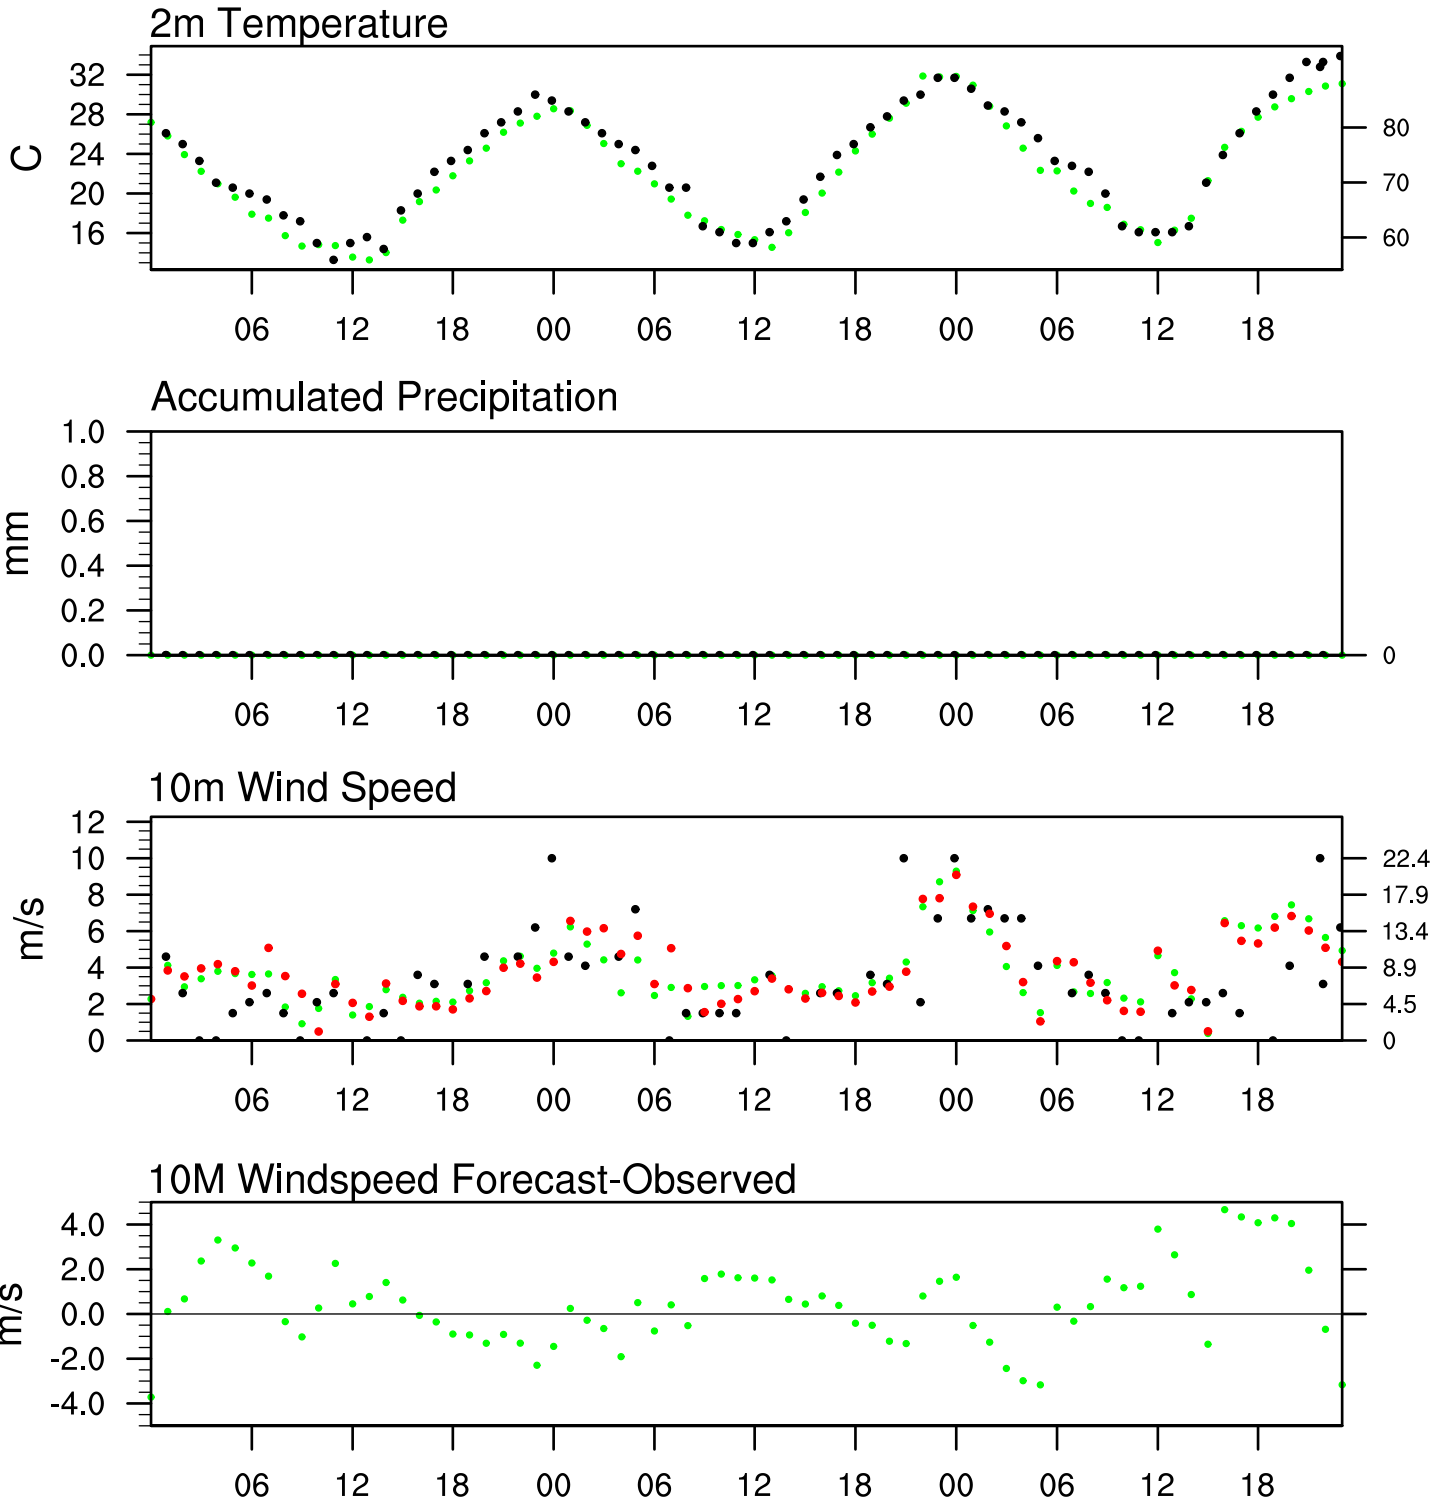 2m Temperature
C
32
28
24
20
16
80
70
60
06 12 18 00 06 12 18 00 06 12 18
Accumulated Precipitation
mm
1.0
0.8
0.6
0.4
0.2
0.0
0
06 12 18 00 06 12 18 00 06 12 18
10m Wind Speed
m/s
12
10
8
6
4
2
0
22.4
17.9
13.4
8.9
4.5
0
06 12 18 00 06 12 18 00 06 12 18
10M Windspeed Forecast-Observed
m/s
4.0
2.0
0.0
-2.0
-4.0
06 12 18 00 06 12 18 00 06 12 18